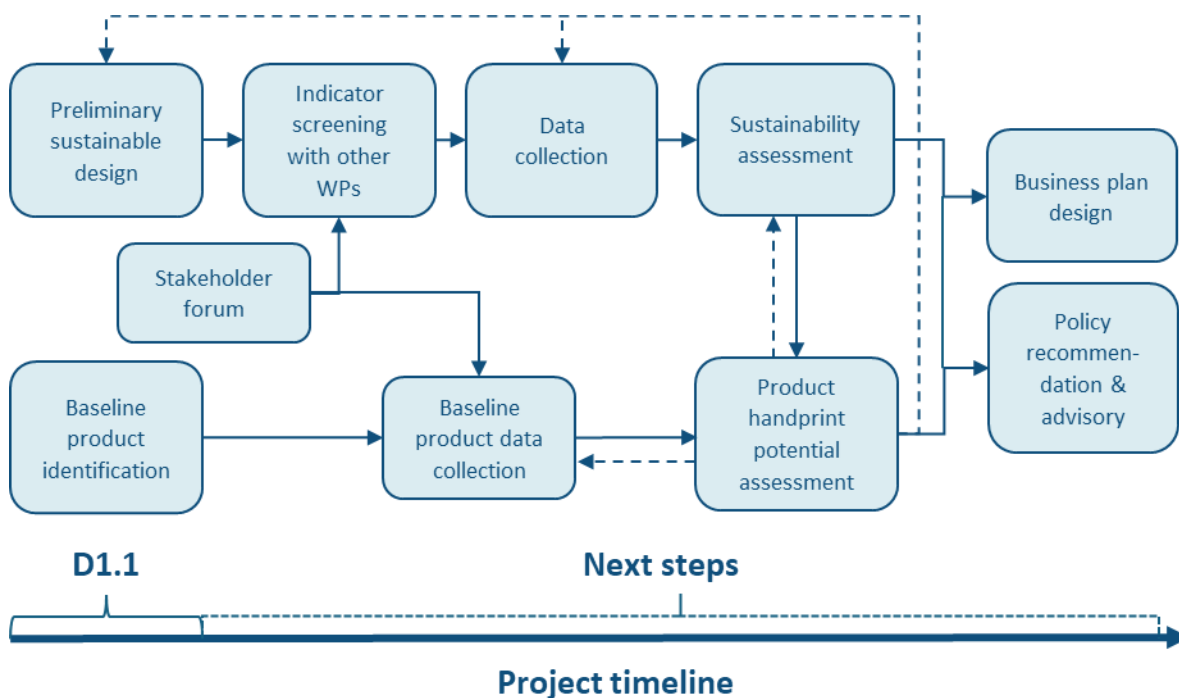 Preliminary
sustainable
design
Indicator
screening
with other
WPs
Data
collection
Sustainability
assessment
Business plan
design
Stakeholder
forum
Policy
recommen-
dation &
advisory
Baseline
product
identification
Baseline
product data
collection
Product
handprint
potential
assessment
D1.1
Next steps
Project timeline